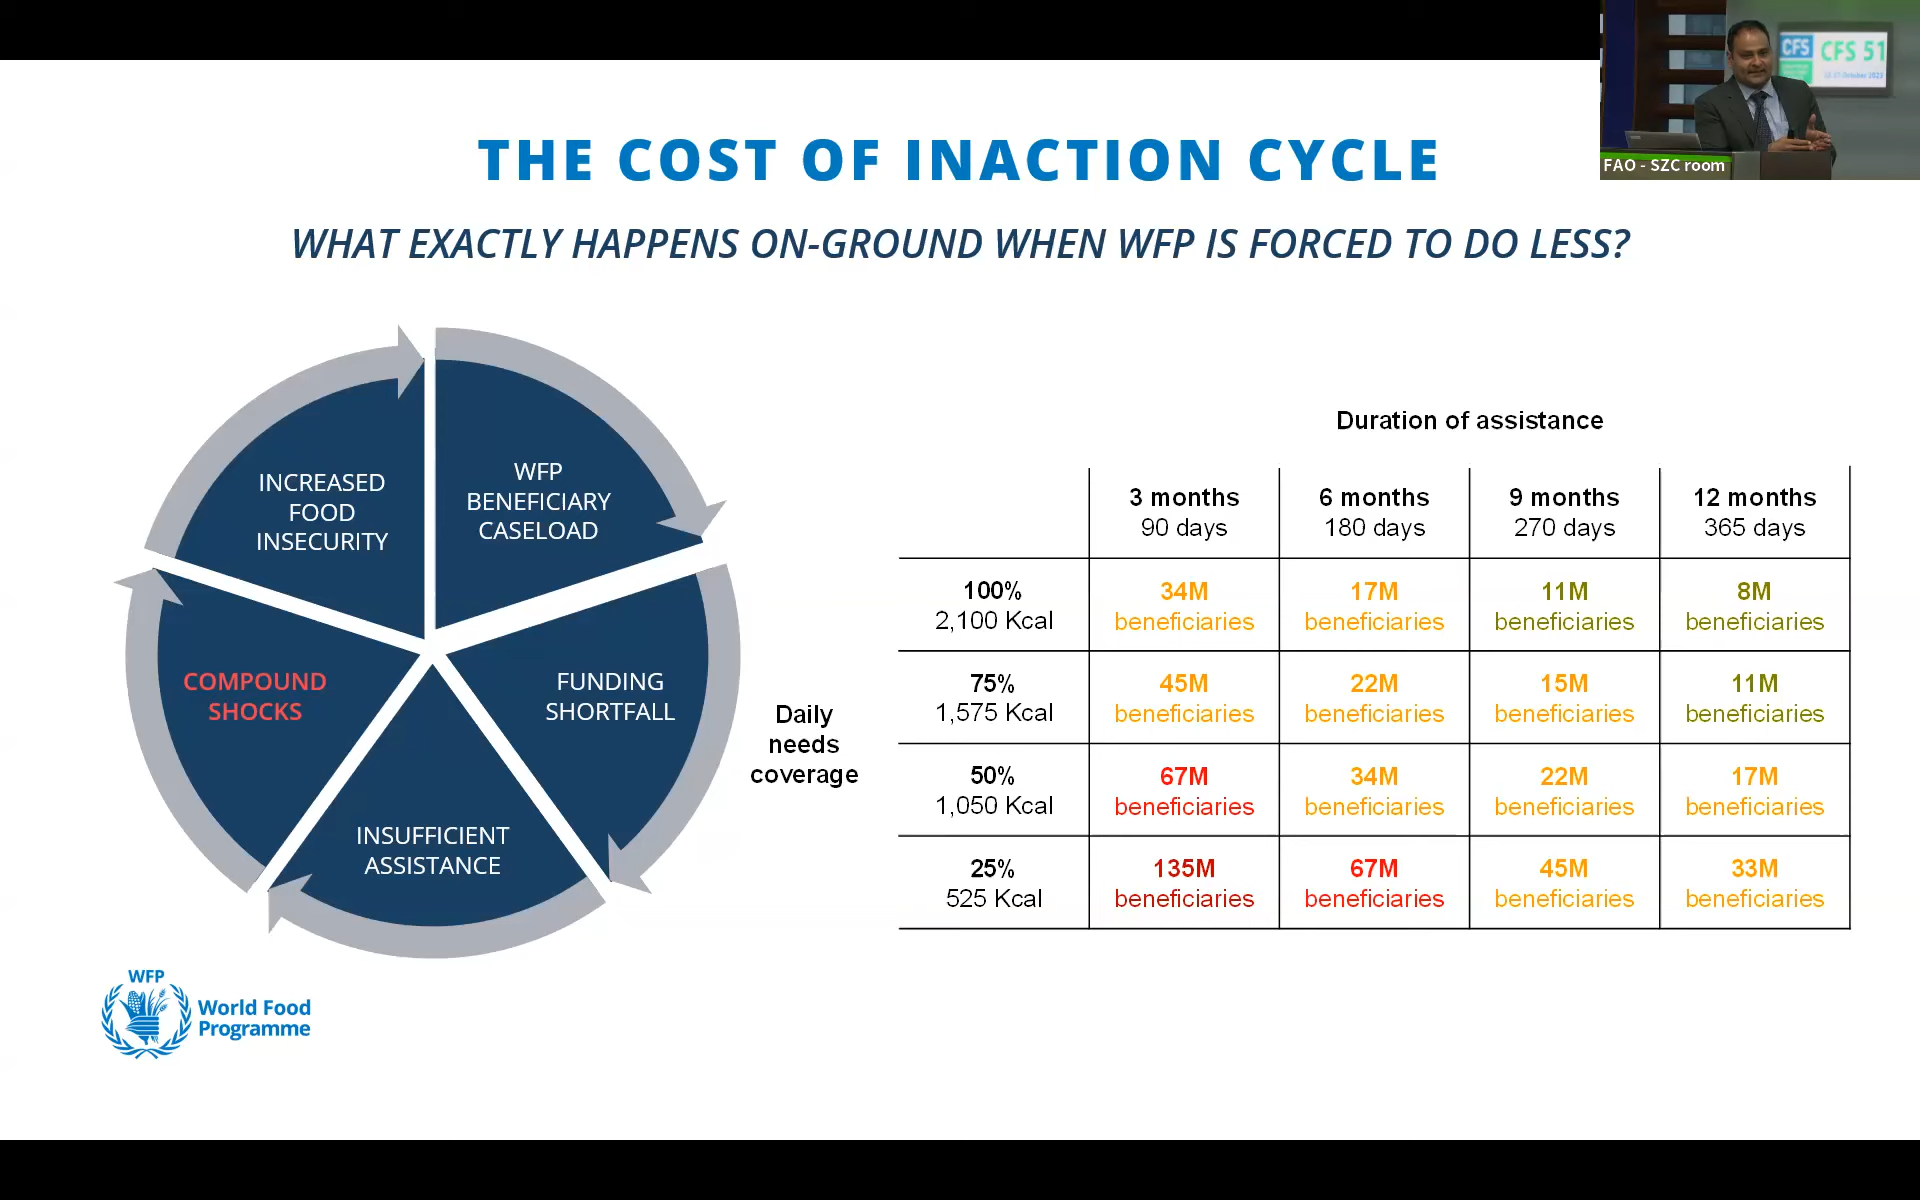 CFS
CFS 51
FAO - SZC room
THE COST OF INACTION CYCLE
WHAT EXACTLY HAPPENS ON-GROUND WHEN WFP IS FORCED TO DO LESS?
INCREASED
FOOD
INSECURITY
WFP
BENEFICIARY
CASELOAD
COMPOUND
SHOCKS
FUNDING
SHORTFALL
INSUFFICIENT
ASSISTANCE
Duration of assistance
3 months
90 days
6 months
180 days
9 months
270 days
12 months
365 days
Daily
needs
coverage
100%
2,100 Kcal
34M
beneficiaries
17M
beneficiaries
11M
beneficiaries
8M
beneficiaries
75%
1,575 Kcal
45M
beneficiaries
22M
beneficiaries
15M
beneficiaries
11M
beneficiaries
50%
1,050 Kcal
67M
beneficiaries
34M
beneficiaries
22M
beneficiaries
17M
beneficiaries
25%
525 Kcal
135M
beneficiaries
67M
beneficiaries
45M
beneficiaries
33M
beneficiaries
WFP
World Food
Programme